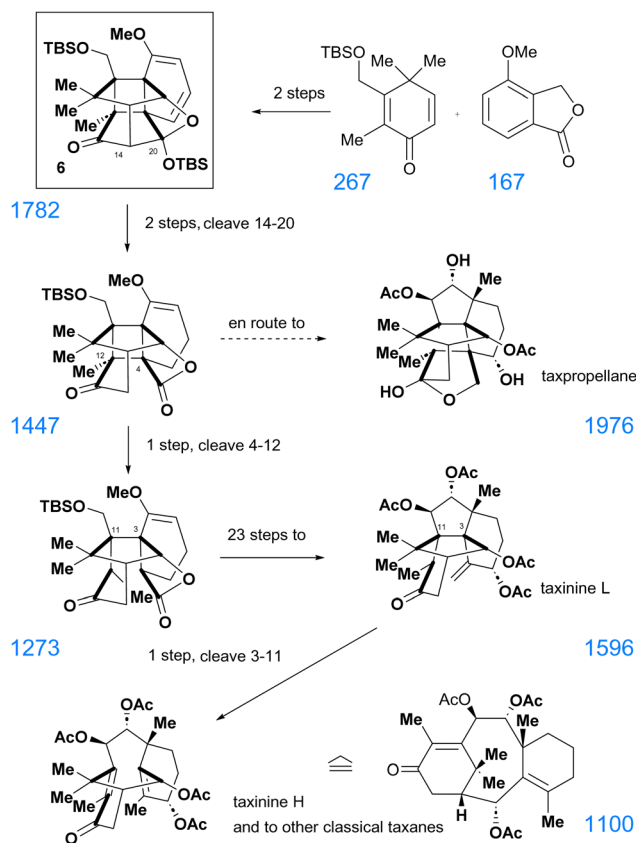 MeO
TBSO
Me
Me
Me
O
O
14
20
OTBS
6
1782
2 steps
TBSO
Me
Me
Me
O
267
+
OMe
O
O
167
2 steps, cleave 14-20
MeO
TBSO
Me
Me
12
Me
4
O
O
O
1447
en route to
OH
Me
AcO
Me
Me
Me
OAc
HO
O
OH
taxpropellane
1976
1 step, cleave 4-12
MeO
TBSO
11
3
Me
Me
O
Me
O
O
1273
23 steps to
OAc
Me
AcO
11
3
Me
Me
Me
OAc
O
OAc
taxinine L
1596
1 step, cleave 3-11
OAc
AcO
Me
Me
Me
Me
Me
OAc
OAc
O
taxinine H
and to other classical taxanes
AcO
OAc
Me
Me
O
Me
Me
H
OAc
Me
1100